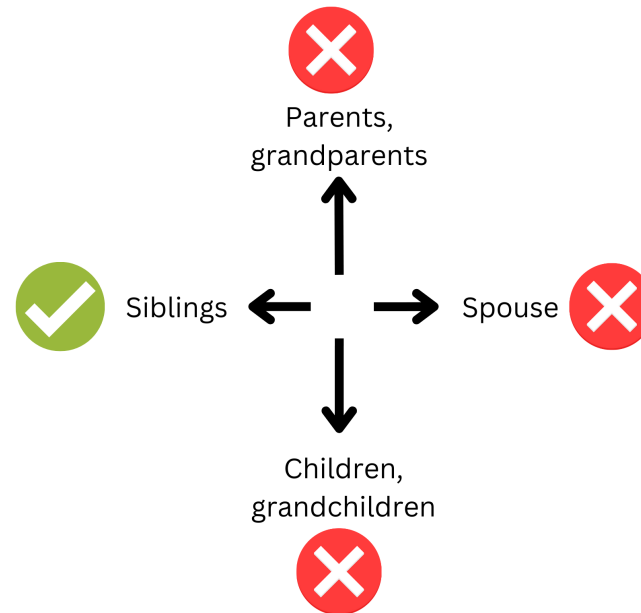 Parents,
grandparents
Siblings
Spouse
Children,
grandchildren